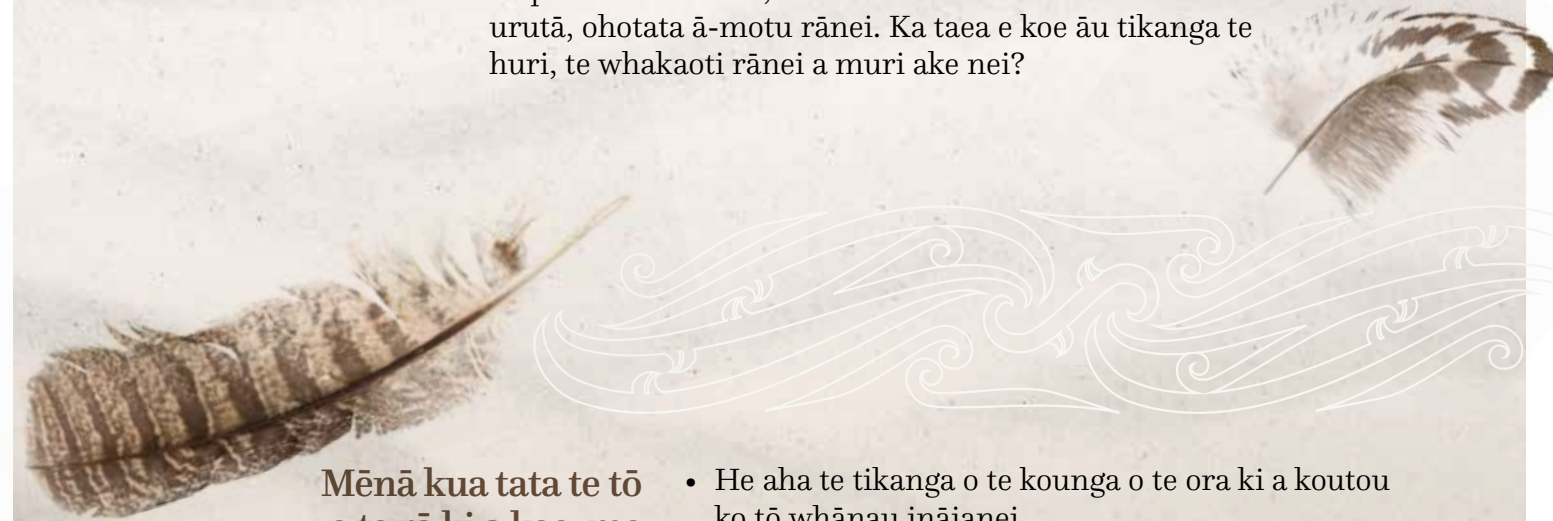 urutā, ohotata ā-motu rānei. Ka taea e koe āu tikanga te
huri, te whakaoti rānei a muri ake nei?
Mēnā kua tata te tō
• He aha te tikanga o te kounga o te ora ki a koutou
ko tō whānau ināianei